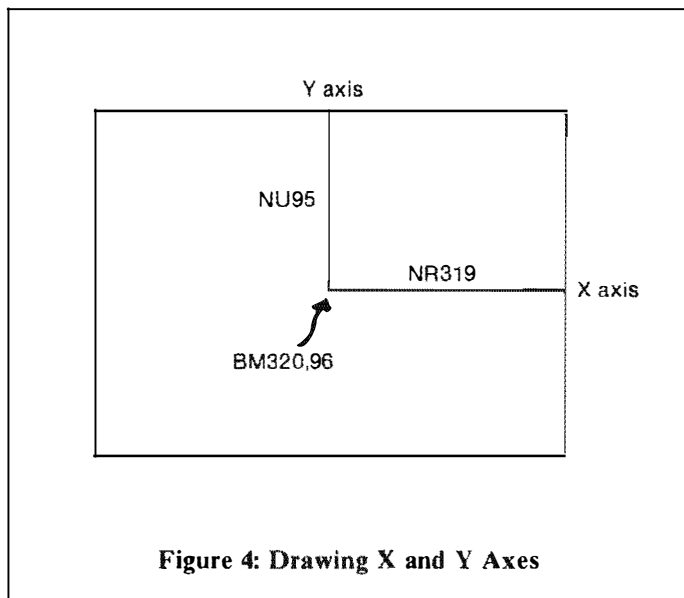 Y axis
NU95
NR319
X axis
BM320,96
Figure 4: Drawing X and Y Axes